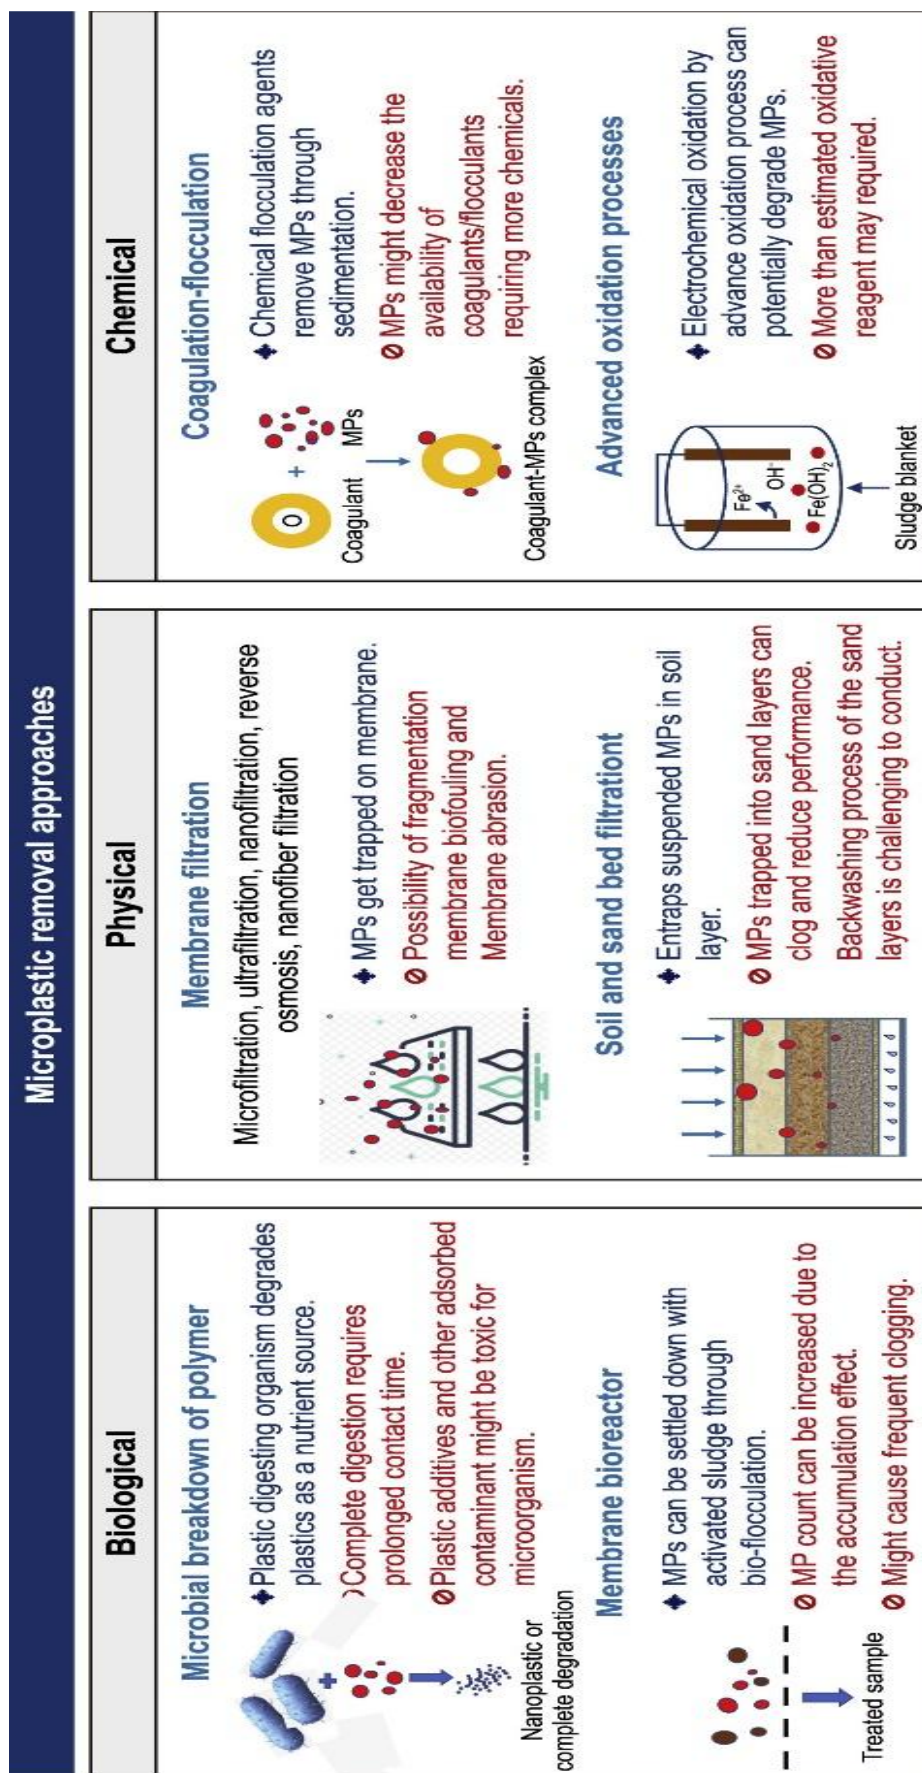 Microplastic removal approaches
Biological
Microbial breakdown of polymer
Plastic digesting organism degrades
plastics as a nutrient source.
Complete digestion requires
prolonged contact time.
Plastic additives and other adsorbed
contaminant might be toxic for
microorganism.
+
Nanoplastic or
complete degradation
Membrane bioreactor
MPs can be settled down with
activated sludge through
bio-flocculation.
MP count can be increased due to
the accumulation effect.
Might cause frequent clogging.
Treated sample
Physical
Membrane filtration
Microfiltration, ultrafiltration, nanofiltration, reverse
osmosis, nanofiber filtration
MPs get trapped on membrane.
Possibility of fragmentation
membrane biofouling and
Membrane abrasion.
Soil and sand bed filtrationt
Entraps suspended MPs in soil
layer.
MPs trapped into sand layers can
clog and reduce performance.
Backwashing process of the sand
layers is challenging to conduct.
Chemical
Coagulation-flocculation
Chemical flocculation agents
remove MPs through
sedimentation.
MPs might decrease the
availability of
coagulants/flocculants
requiring more chemicals.
O
+
Coagulant
MPs
Coagulant-MPs complex
Advanced oxidation processes
Electrochemical oxidation by
advance oxidation process can
potentially degrade MPs.
More than estimated oxidative
reagent may required.
Fe²⁺
OH⁻
Fe(OH)₂
Sludge blanket